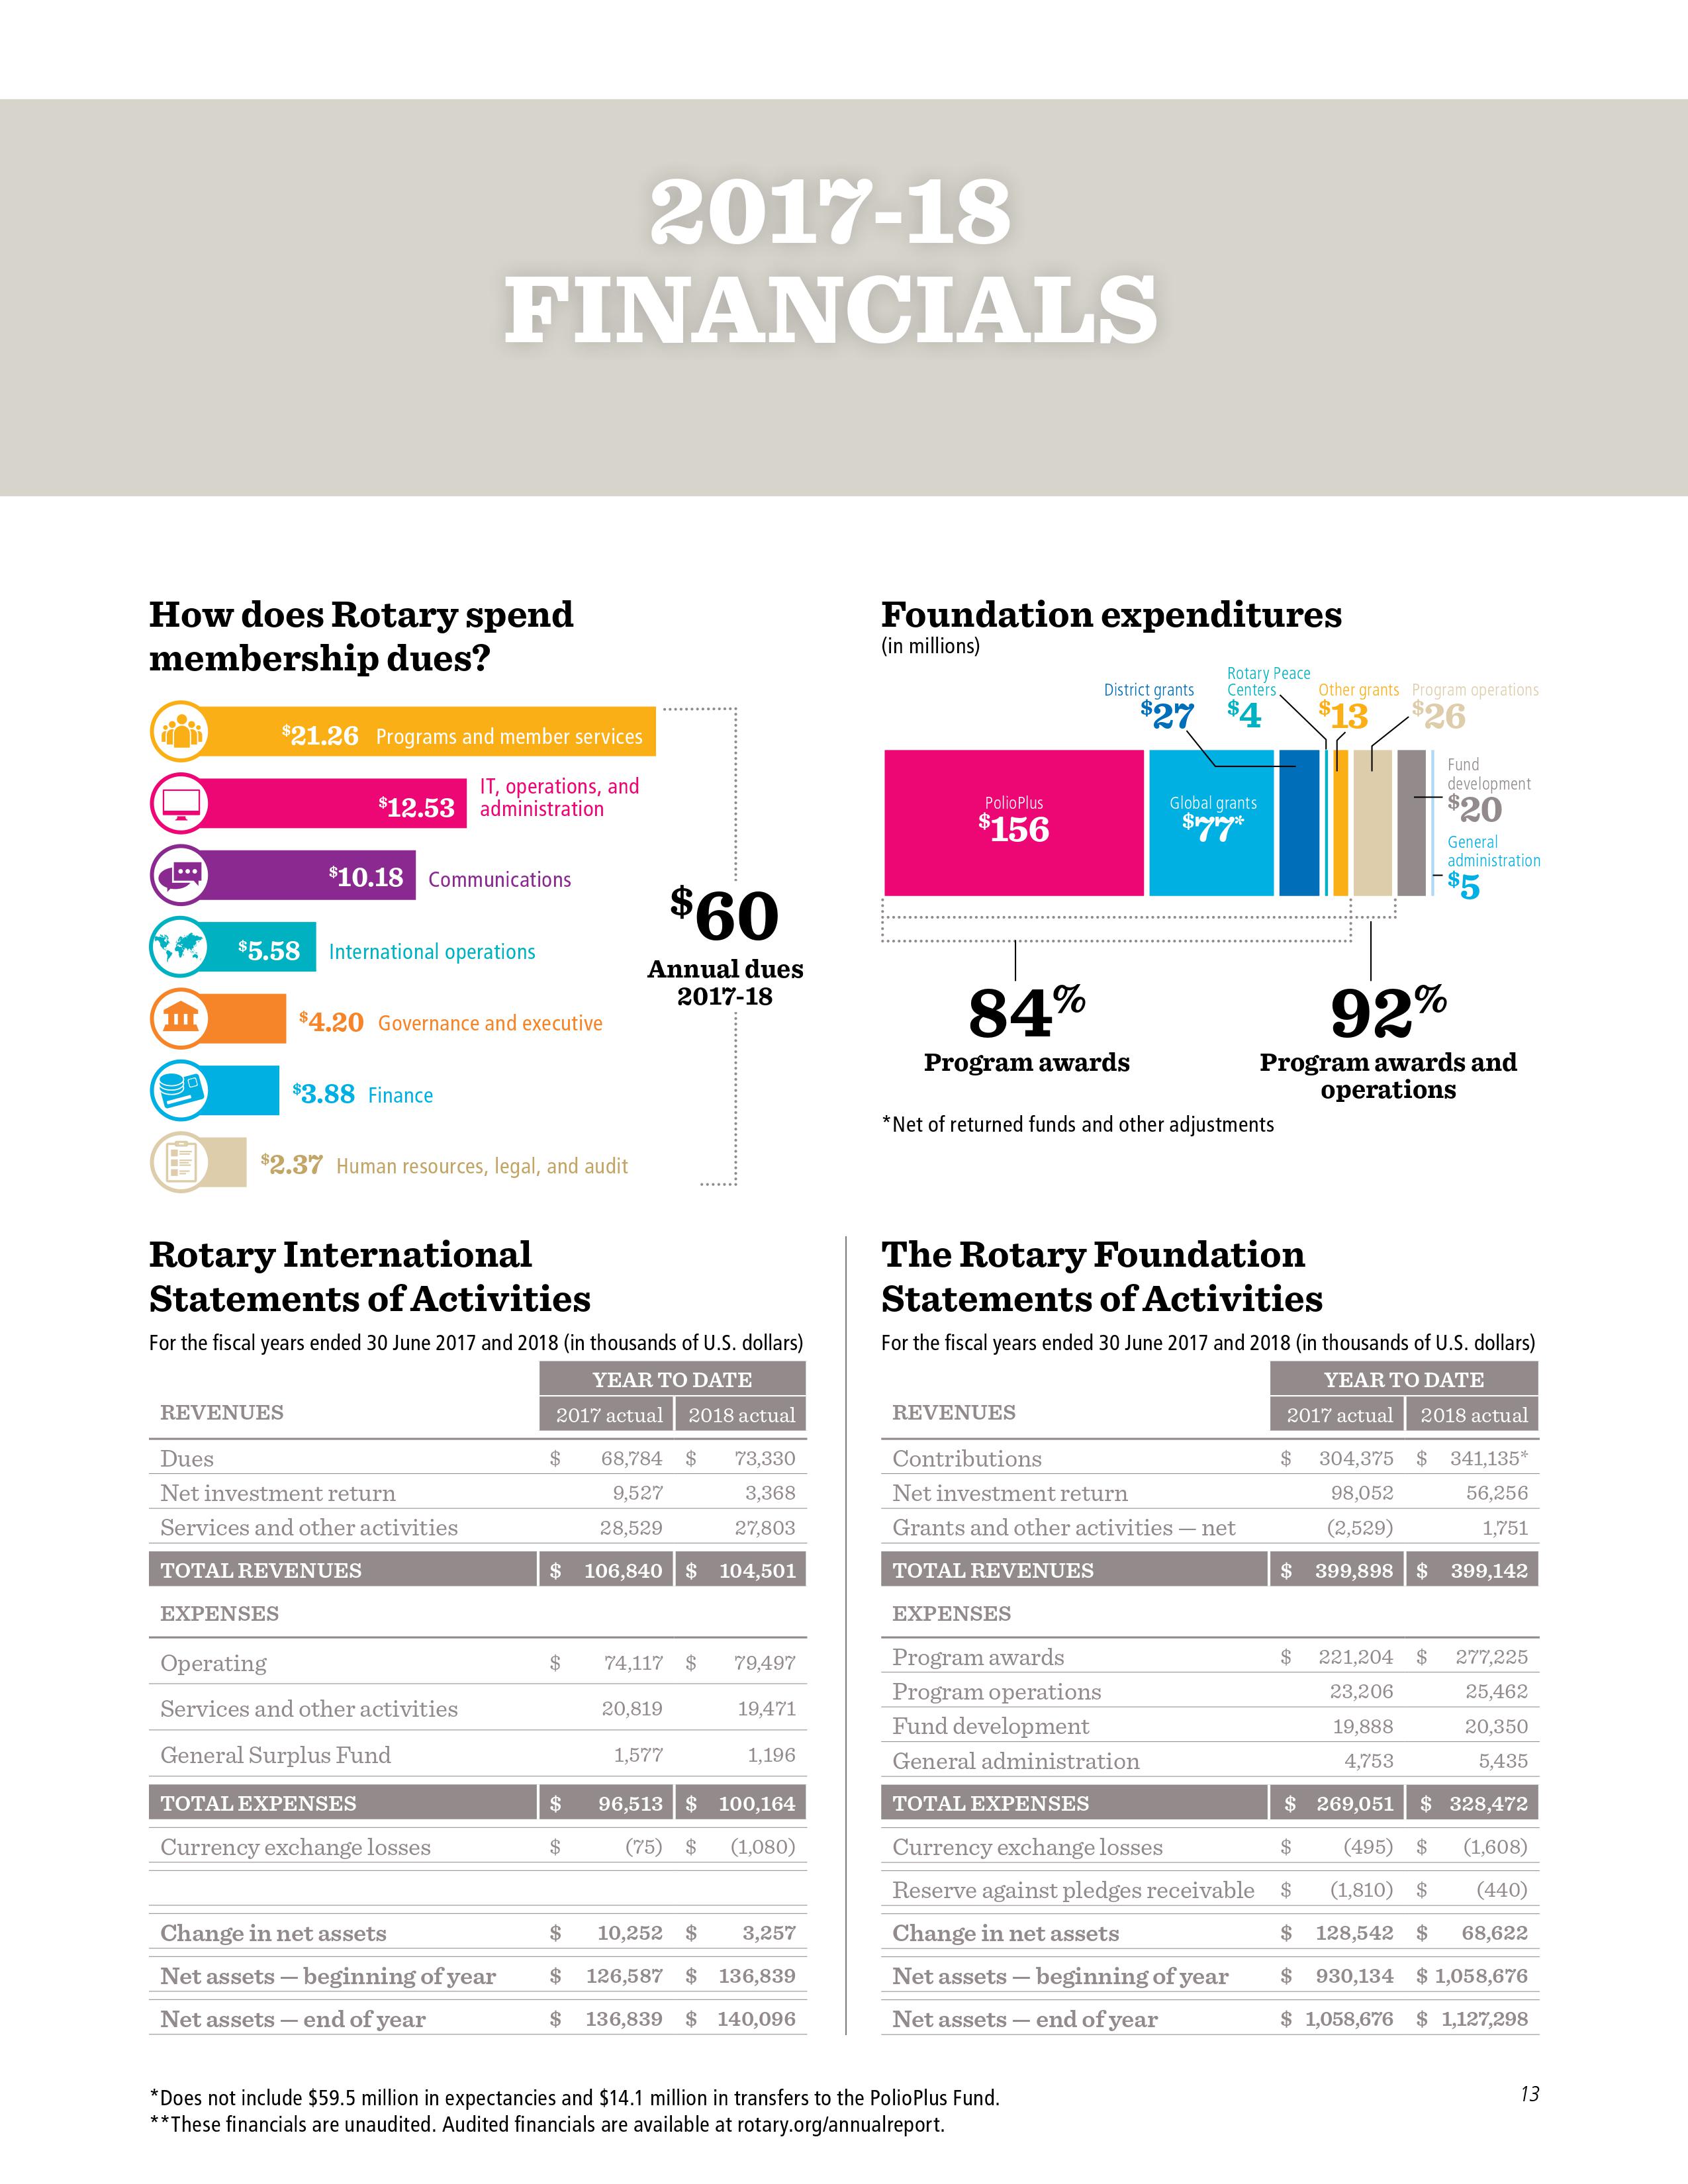 2017-18
FINANCIALS
How does Rotary spend
membership dues?
$21.26 Programs and member services
$12.53 IT, operations, and
administration
$10.18 Communications
$5.58 International operations
$4.20 Governance and executive
$3.88 Finance
$2.37 Human resources, legal, and audit
$60
Annual dues
2017-18
Foundation expenditures
(in millions)
PolioPlus
$156
Global grants
$77*
District grants
$27
Rotary Peace
Centers
$4
Other grants
$13
Program operations
$26
Fund
development
$20
General
administration
$5
84%
Program awards
92%
Program awards and
operations
*Net of returned funds and other adjustments
Rotary International
Statements of Activities
For the fiscal years ended 30 June 2017 and 2018 (in thousands of U.S. dollars)
YEAR TO DATE
REVENUES 2017 actual 2018 actual
Dues $ 68,784 $ 73,330
Net investment return 9,527 3,368
Services and other activities 28,529 27,803
TOTAL REVENUES $ 106,840 $ 104,501
EXPENSES
Operating $ 74,117 $ 79,497
Services and other activities 20,819 19,471
General Surplus Fund 1,577 1,196
TOTAL EXPENSES $ 96,513 $ 100,164
Currency exchange losses $ (75) $ (1,080)
Change in net assets $ 10,252 $ 3,257
Net assets — beginning of year $ 126,587 $ 136,839
Net assets — end of year $ 136,839 $ 140,096
The Rotary Foundation
Statements of Activities
For the fiscal years ended 30 June 2017 and 2018 (in thousands of U.S. dollars)
YEAR TO DATE
REVENUES 2017 actual 2018 actual
Contributions $ 304,375 $ 341,135*
Net investment return 98,052 56,256
Grants and other activities — net (2,529) 1,751
TOTAL REVENUES $ 399,898 $ 399,142
EXPENSES
Program awards $ 221,204 $ 277,225
Program operations 23,206 25,462
Fund development 19,888 20,350
General administration 4,753 5,435
TOTAL EXPENSES $ 269,051 $ 328,472
Currency exchange losses $ (495) $ (1,608)
Reserve against pledges receivable $ (1,810) $ (440)
Change in net assets $ 128,542 $ 68,622
Net assets — beginning of year $ 930,134 $ 1,058,676
Net assets — end of year $ 1,058,676 $ 1,127,298
*Does not include $59.5 million in expectancies and $14.1 million in transfers to the PolioPlus Fund.
**These financials are unaudited. Audited financials are available at rotary.org/annualreport.
13